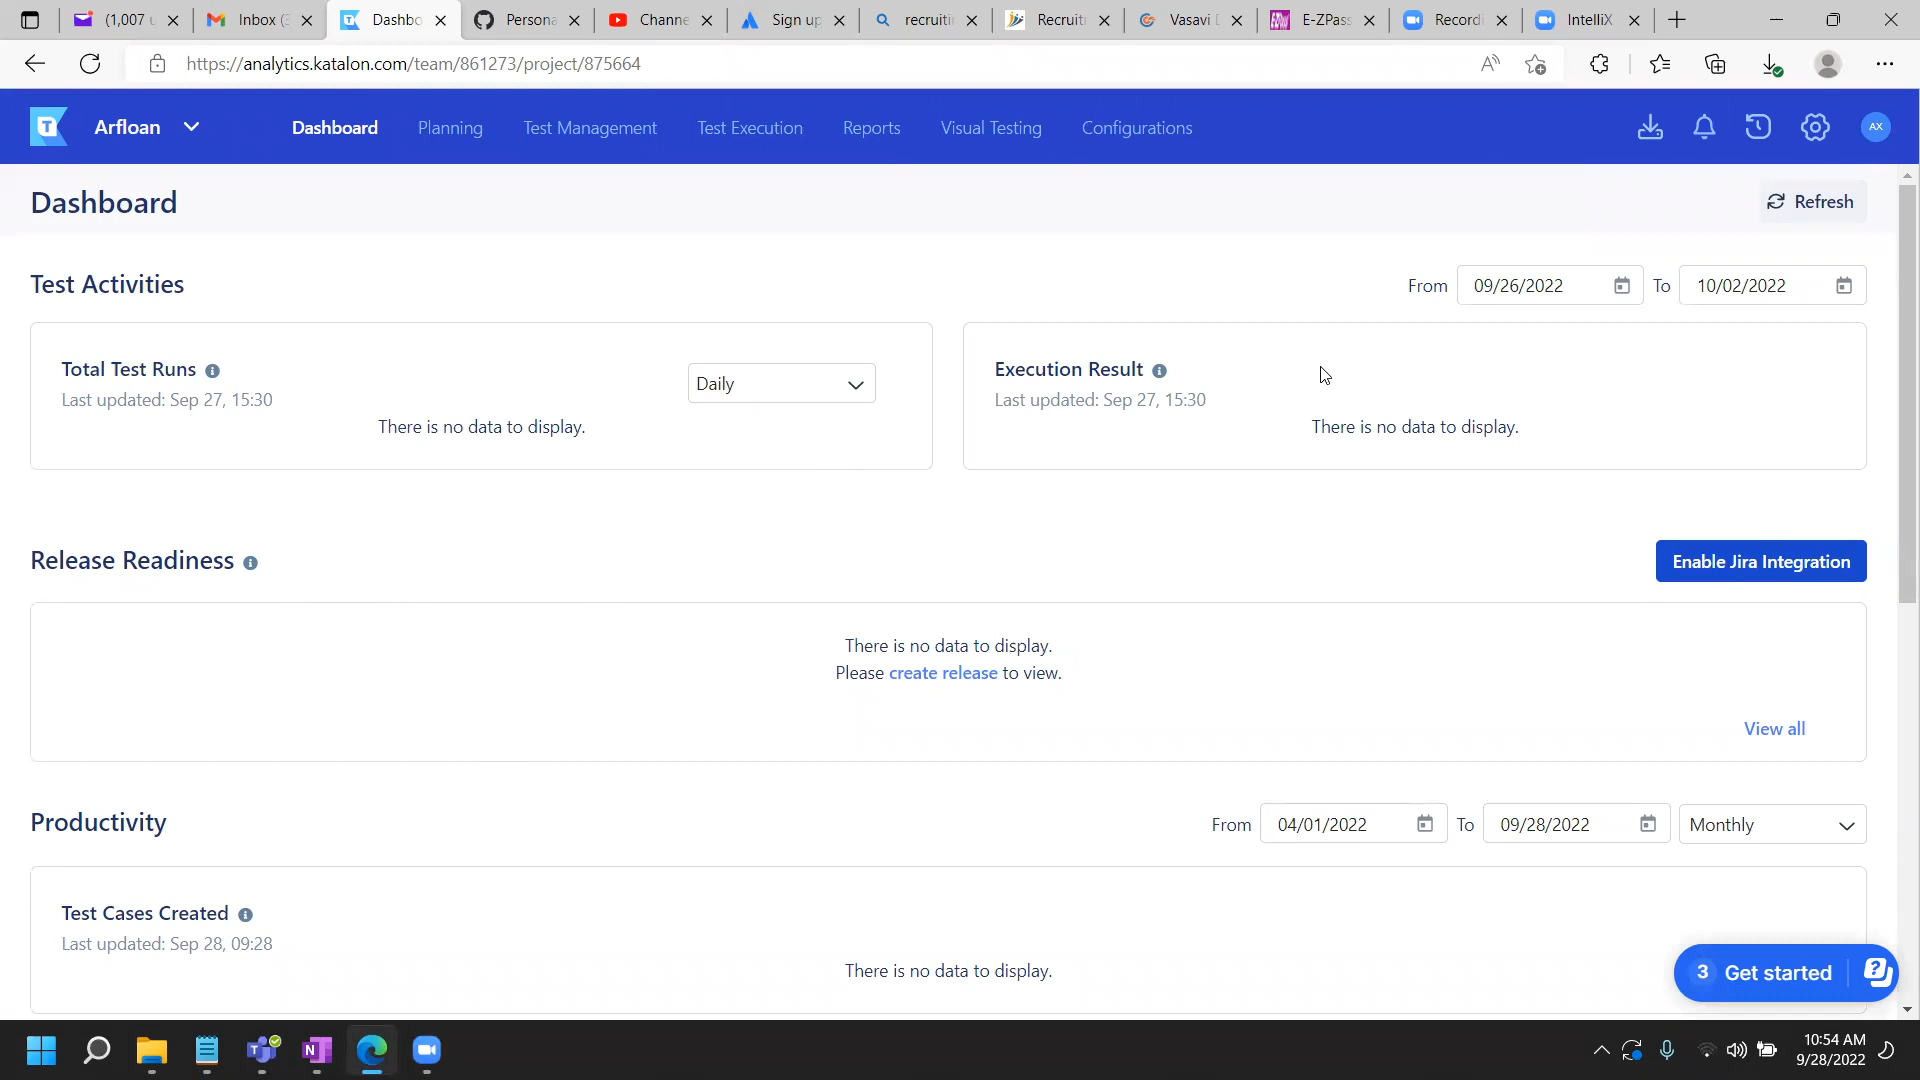 (1,007 u
Inbox (3
Dashbo
Persona
Channe
Sign up
recruitin
Recruit
Vasavi
E-ZPass
Recordi
IntelliX
https://analytics.katalon.com/team/861273/project/875664
Arfloan
Dashboard
Planning
Test Management
Test Execution
Reports
Visual Testing
Configurations
AX
Dashboard
Refresh
Test Activities
From 09/26/2022 To 10/02/2022
Total Test Runs
Last updated: Sep 27, 15:30
Daily
There is no data to display.
Execution Result
Last updated: Sep 27, 15:30
There is no data to display.
Release Readiness
Enable Jira Integration
There is no data to display.
Please create release to view.
View all
Productivity
From 04/01/2022 To 09/28/2022 Monthly
Test Cases Created
Last updated: Sep 28, 09:28
There is no data to display.
3 Get started
10:54 AM
9/28/2022